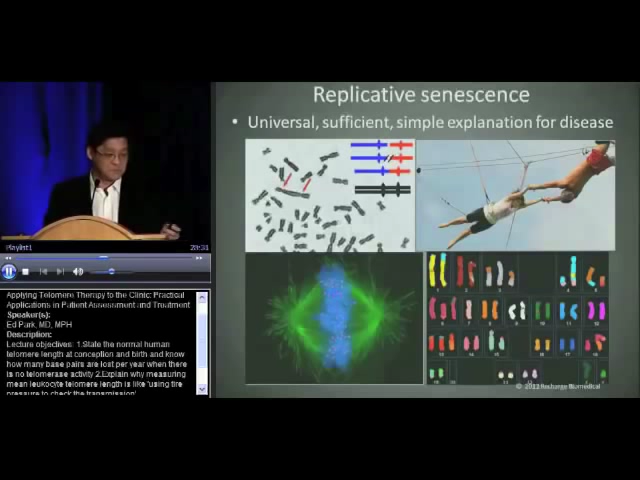 Replicative senescence
• Universal, sufficient, simple explanation for disease
Playlist1
28:31
Applying Telomere Therapy to the Clinic: Practical
Applications in Patient Assessment and Treatment
Speaker(s):
Ed Park, MD, MPH
Description:
Lecture objectives: 1.State the normal human
telomere length at conception and birth and know
how many base pairs are lost per year when
there is no telomerase activity 2.Explain why measuring
mean leukocyte telomere length is like 'using tire
pressure to check the transmission'
© 2012 Recharge Biomedical